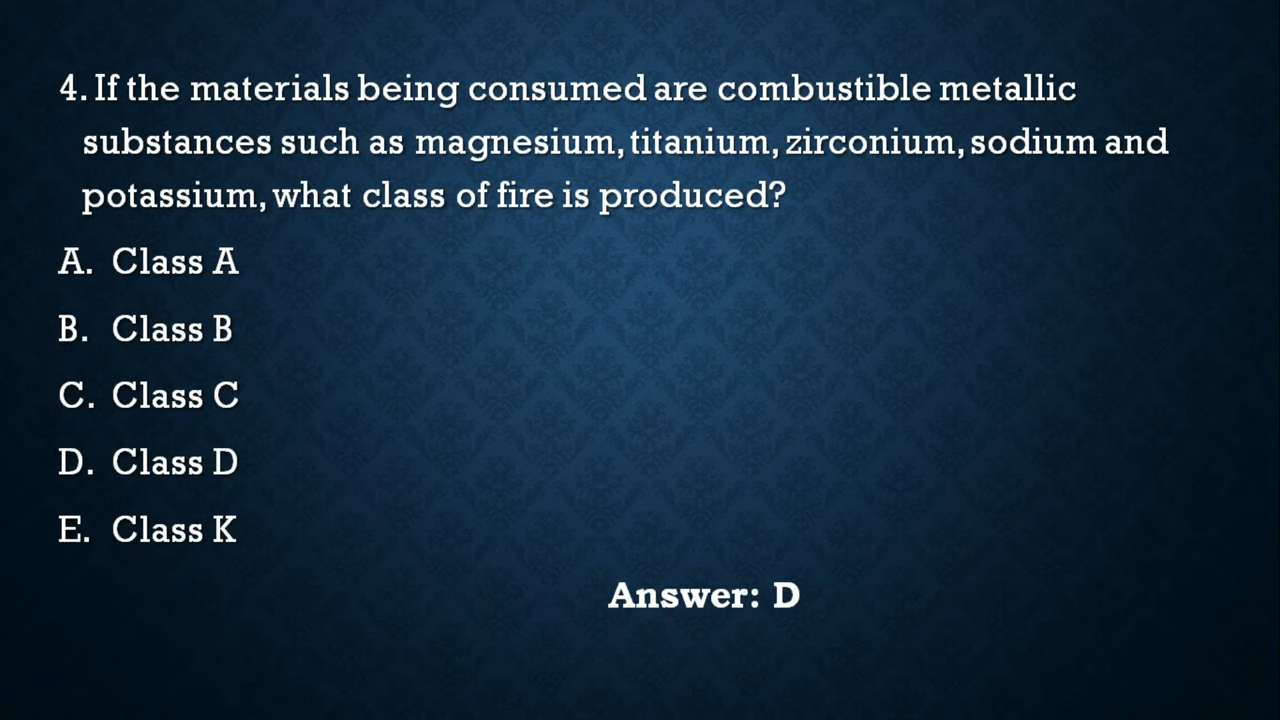 4. If the materials being consumed are combustible metallic
substances such as magnesium, titanium, zirconium, sodium and
potassium, what class of fire is produced?
A. Class A
B. Class B
C. Class C
D. Class D
E. Class K
Answer: D